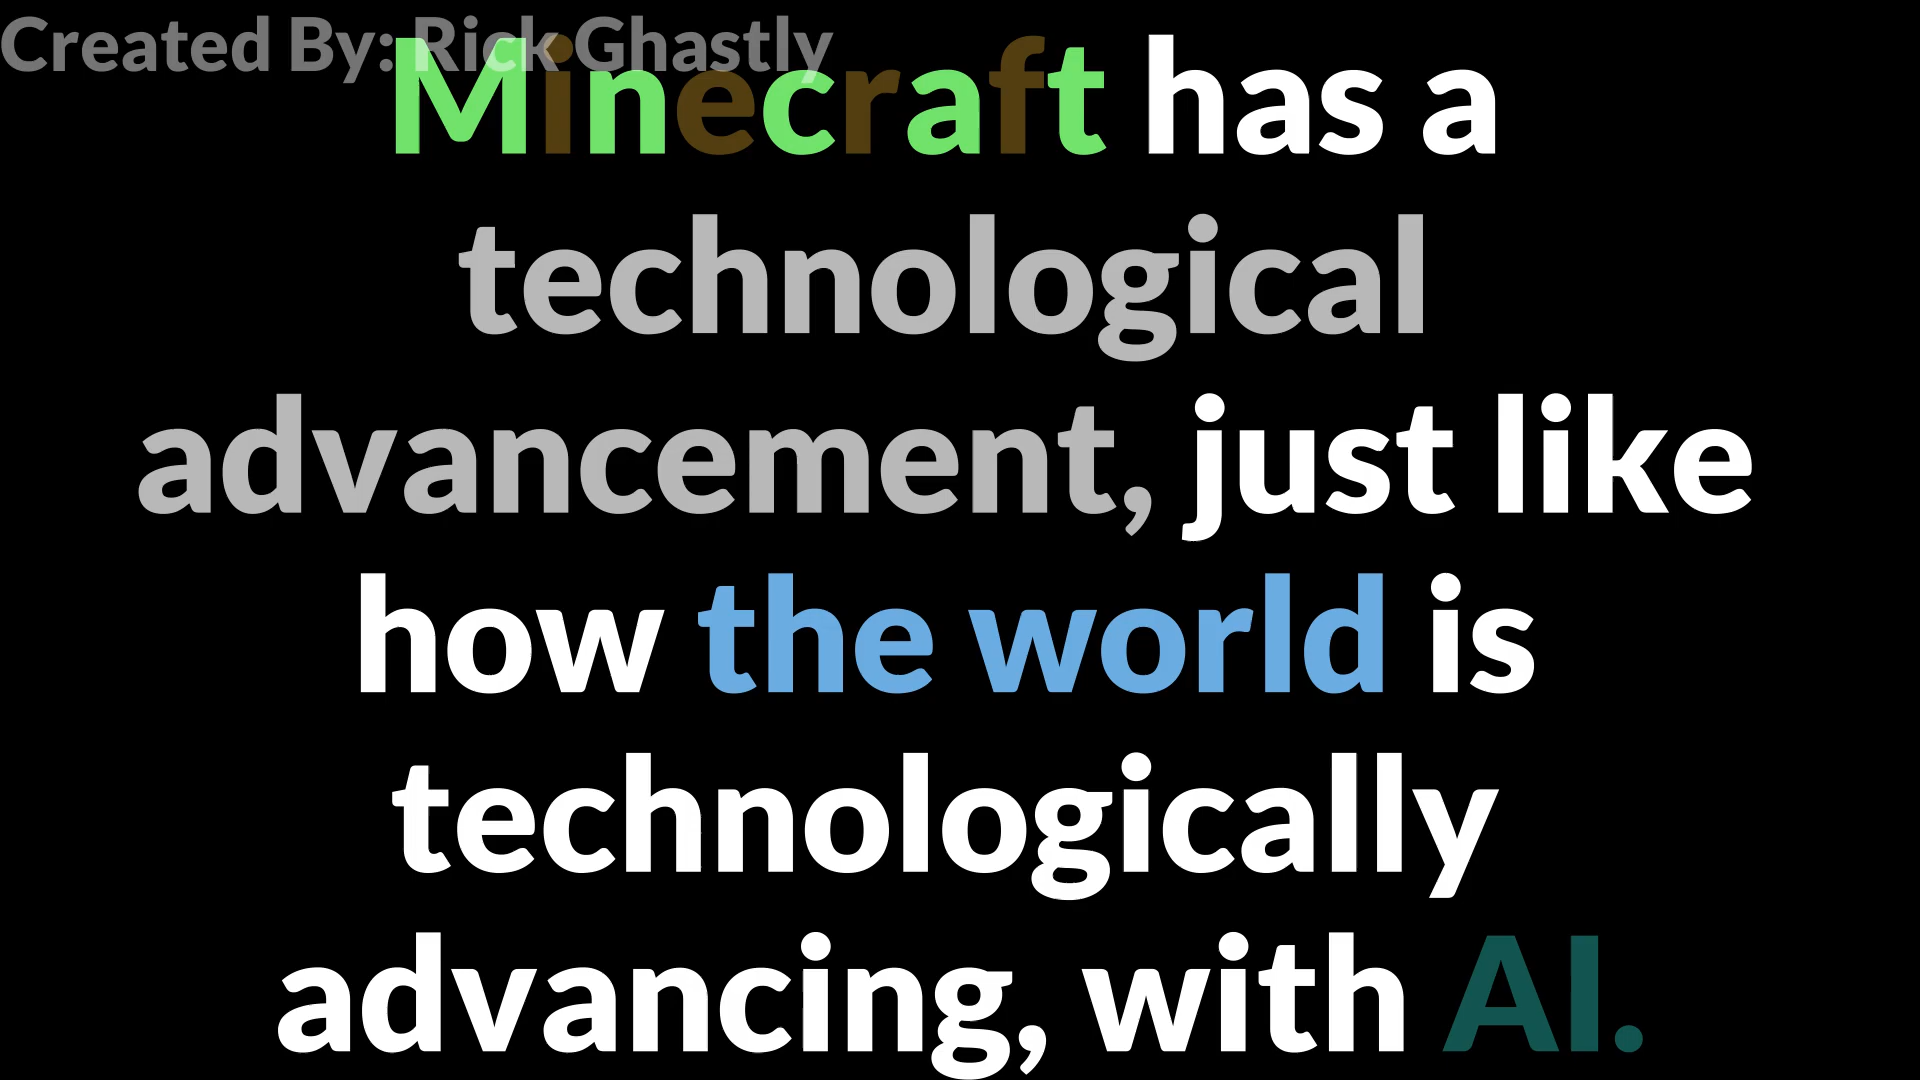 Created By: Rick Ghastly
Minecraft has a
technological
advancement, just like
how the world is
technologically
advancing, with AI.